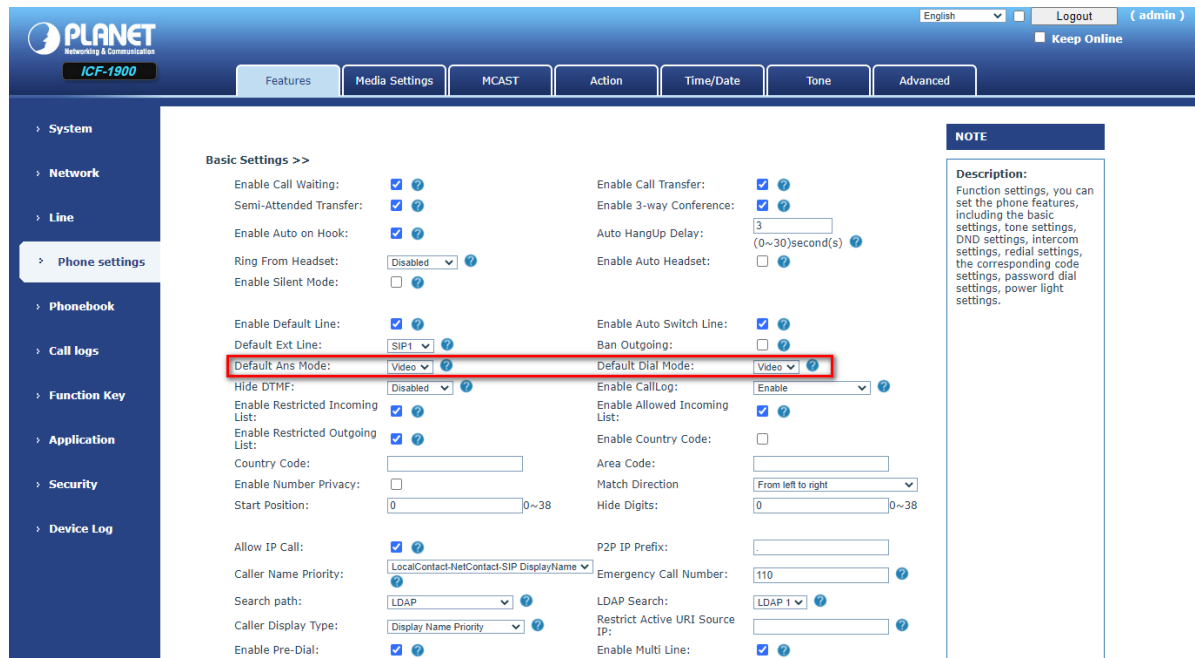 English
Logout
( admin )
PLANET
Networking & Communication
Keep Online
ICF-1900
Features
Media Settings
MCAST
Action
Time/Date
Tone
Advanced
› System
› Network
› Line
› Phone settings
› Phonebook
› Call logs
› Function Key
› Application
› Security
› Device Log
Basic Settings >>
Enable Call Waiting:
Enable Call Transfer:
Semi-Attended Transfer:
Enable 3-way Conference:
Enable Auto on Hook:
Auto HangUp Delay:
3
(0~30)second(s)
Ring From Headset:
Disabled
Enable Auto Headset:
Enable Silent Mode:
Enable Default Line:
Enable Auto Switch Line:
Default Ext Line:
SIP1
Ban Outgoing:
Default Ans Mode:
Video
Default Dial Mode:
Video
Hide DTMF:
Disabled
Enable CallLog:
Enable
Enable Restricted Incoming
List:
Enable Allowed Incoming
List:
Enable Restricted Outgoing
List:
Enable Country Code:
Country Code:
Area Code:
Enable Number Privacy:
Match Direction
From left to right
Start Position:
0
0~38
Hide Digits:
0
0~38
Allow IP Call:
P2P IP Prefix:
.
Caller Name Priority:
LocalContact-NetContact-SIP DisplayName
Emergency Call Number:
110
Search path:
LDAP
LDAP Search:
LDAP 1
Caller Display Type:
Display Name Priority
Restrict Active URI Source
IP:
Enable Pre-Dial:
Enable Multi Line:
NOTE
Description:
Function settings, you can
set the phone features,
including the basic
settings, tone settings,
DND settings, intercom
settings, redial settings,
the corresponding code
settings, password dial
settings, power light
settings.